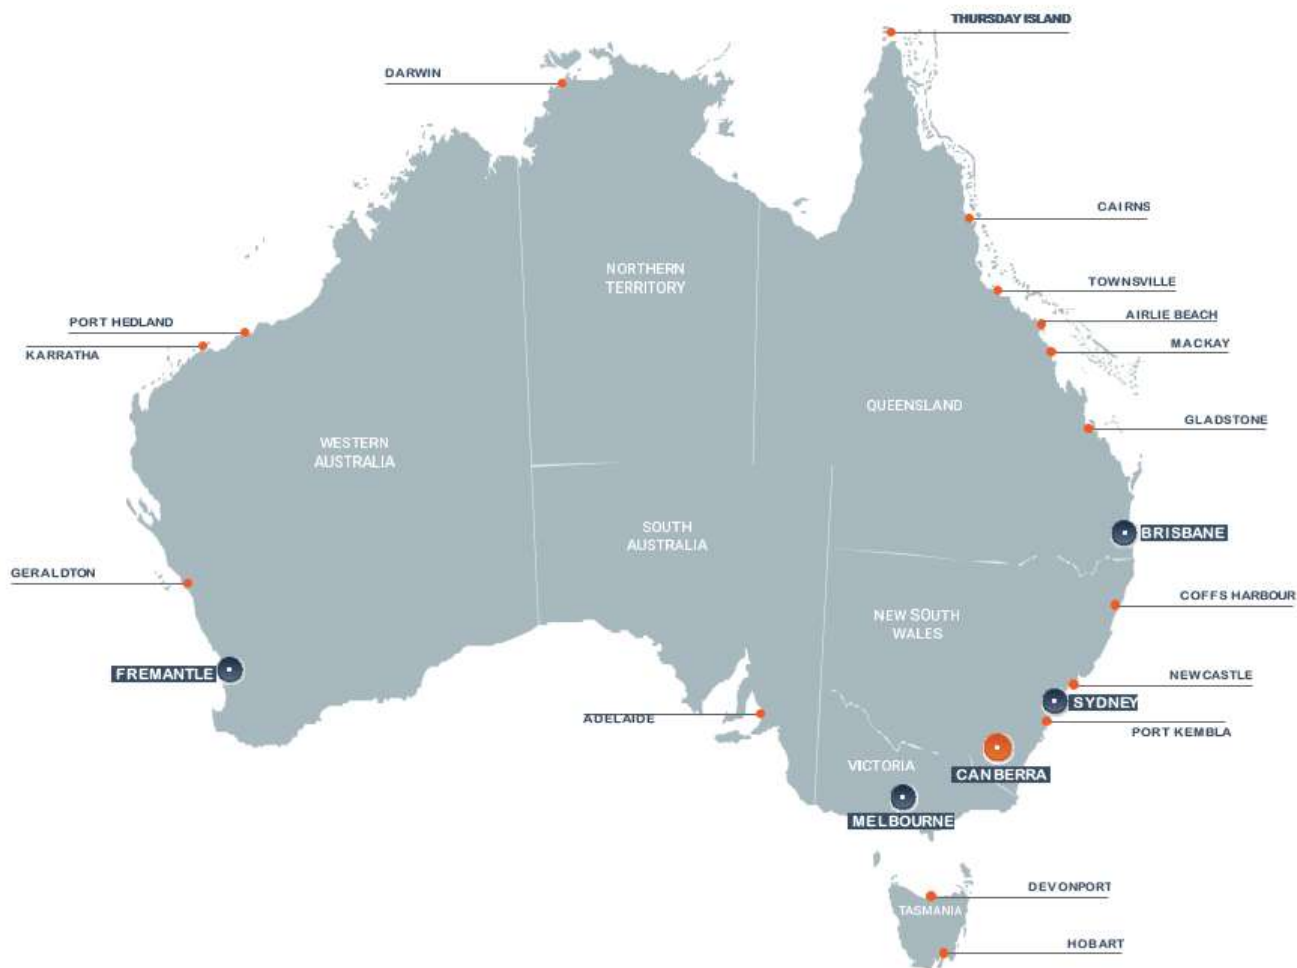 THURSDAY ISLAND
DARWIN
CAIRNS
NORTHERN
TERRITORY
TOWNSVILLE
AIRLIE BEACH
PORT HEDLAND
MACKAY
KARRATHA
QUEENSLAND
GLADSTONE
WESTERN
AUSTRALIA
SOUTH
AUSTRALIA
BRISBANE
GERALDTON
COFFS HARBOUR
NEW SOUTH
WALES
FREMANTLE
NEWCASTLE
SYDNEY
ADELAIDE
PORT KEMBLA
VICTORIA
CANBERRA
MELBOURNE
DEVONPORT
TASMANIA
HOBART